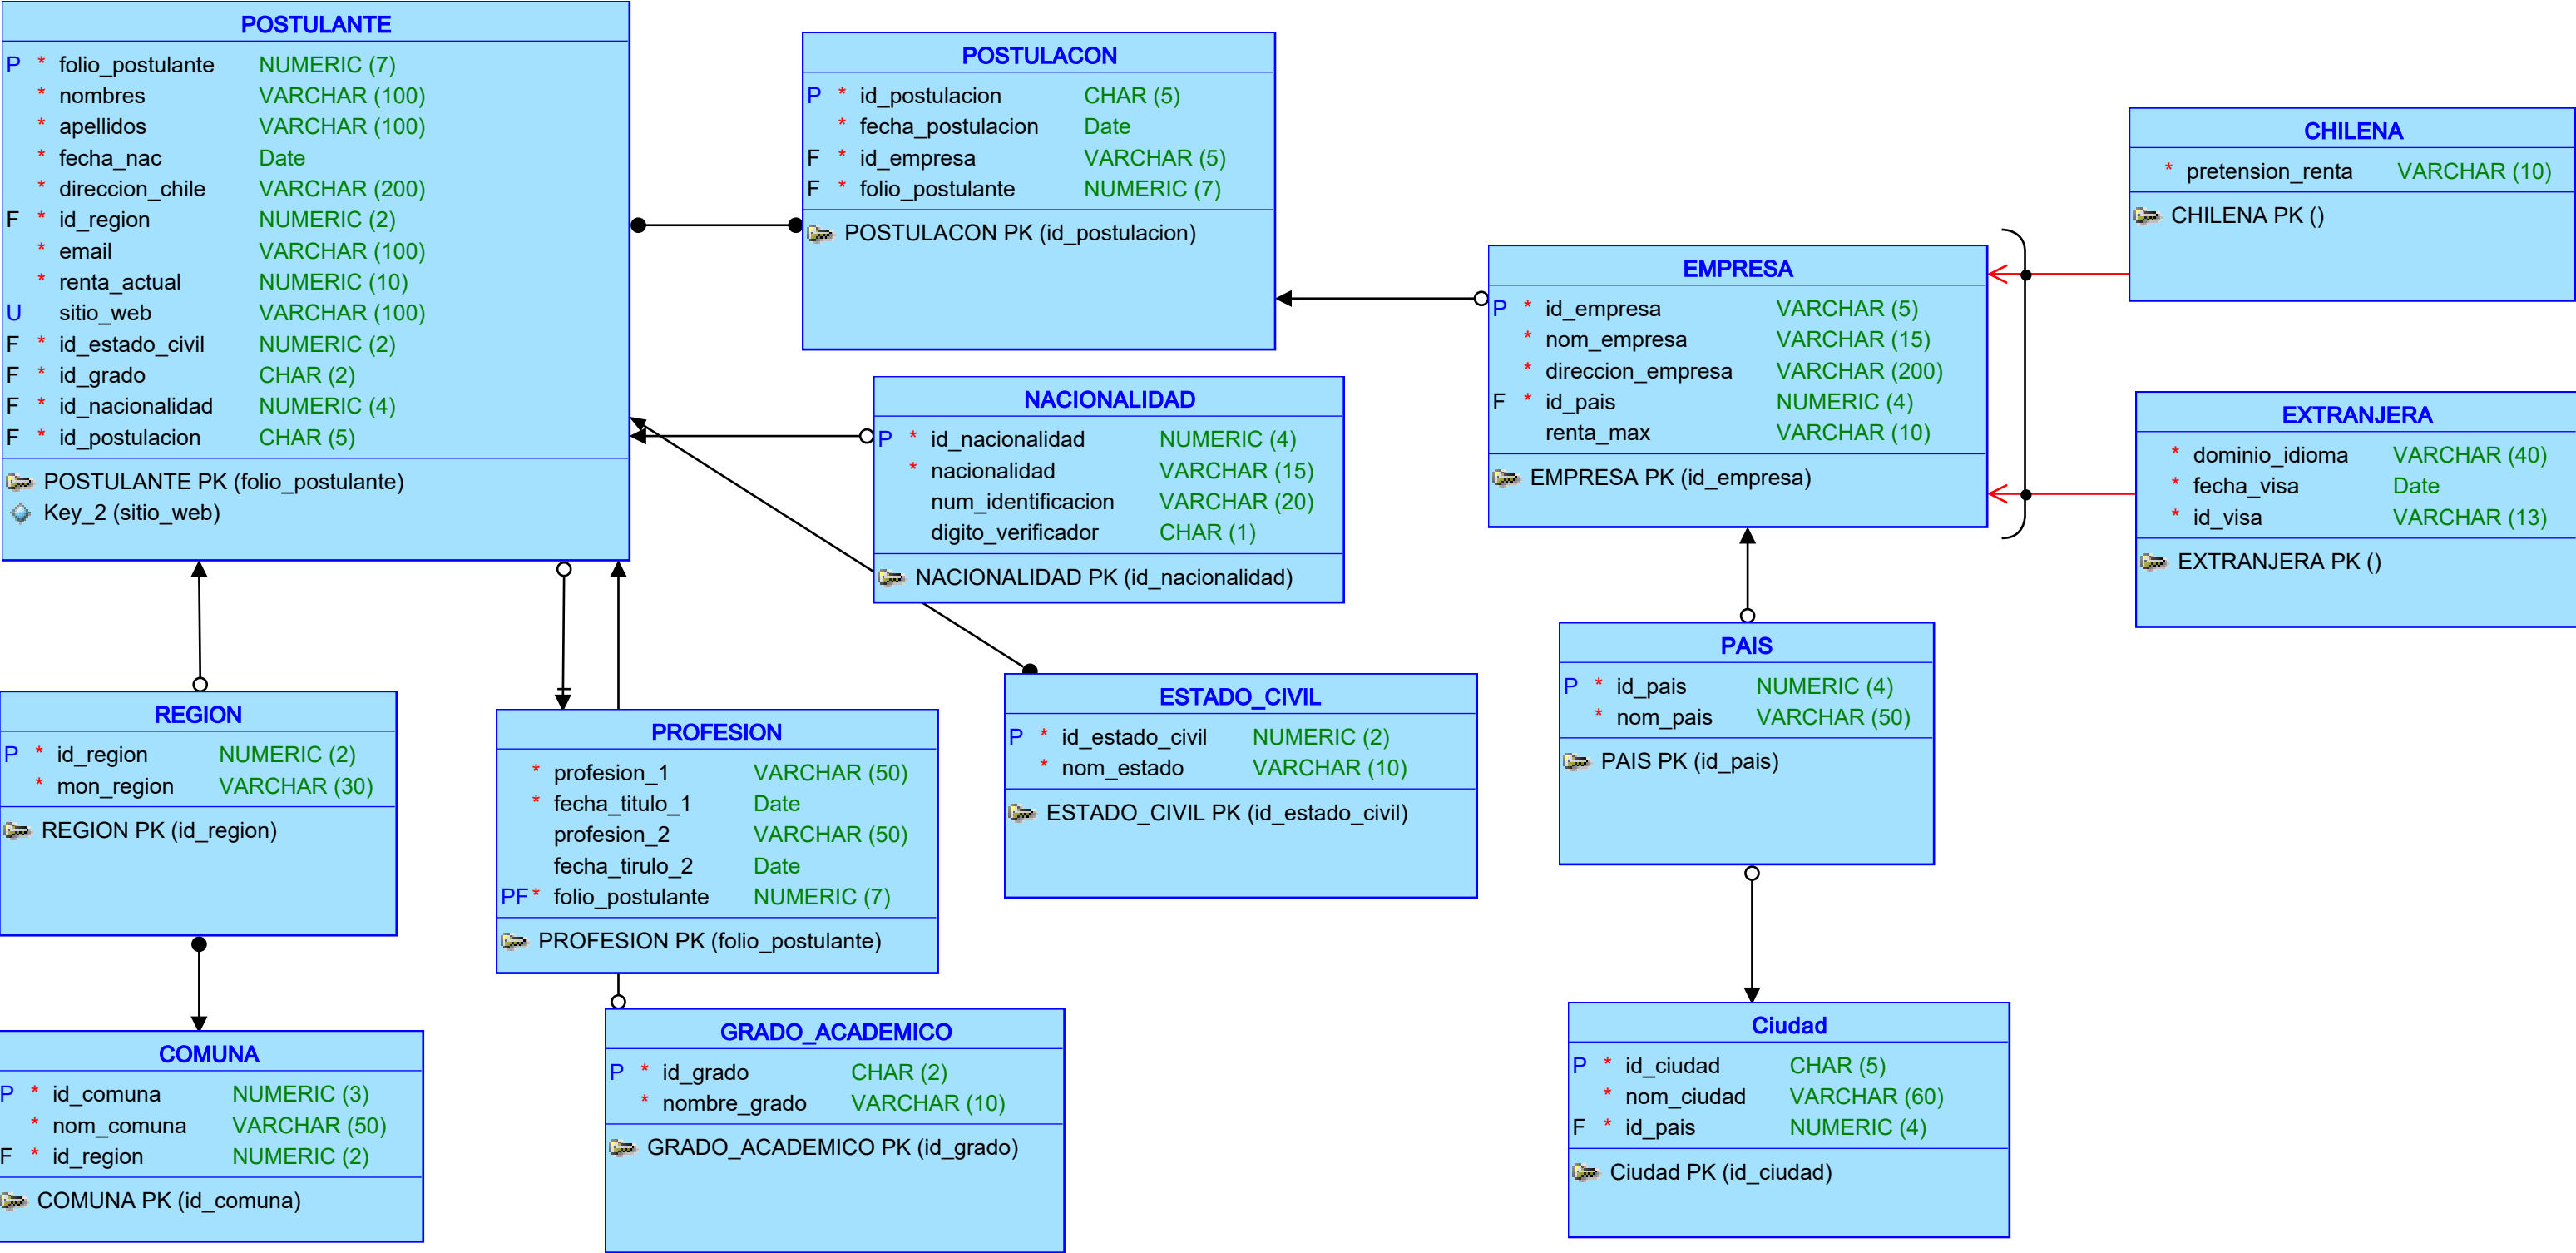 POSTULANTE
P * folio_postulante NUMERIC (7)
* nombres VARCHAR (100)
* apellidos VARCHAR (100)
* fecha_nac Date
* direccion_chile VARCHAR (200)
F * id_region NUMERIC (2)
* email VARCHAR (100)
* renta_actual NUMERIC (10)
U sitio_web VARCHAR (100)
F * id_estado_civil NUMERIC (2)
F * id_grado CHAR (2)
F * id_nacionalidad NUMERIC (4)
F * id_postulacion CHAR (5)
POSTULANTE PK (folio_postulante)
Key_2 (sitio_web)
POSTULACON
P * id_postulacion CHAR (5)
* fecha_postulacion Date
F * id_empresa VARCHAR (5)
F * folio_postulante NUMERIC (7)
POSTULACON PK (id_postulacion)
NACIONALIDAD
P * id_nacionalidad NUMERIC (4)
* nacionalidad VARCHAR (15)
num_identificacion VARCHAR (20)
digito_verificador CHAR (1)
NACIONALIDAD PK (id_nacionalidad)
EMPRESA
P * id_empresa VARCHAR (5)
* nom_empresa VARCHAR (15)
* direccion_empresa VARCHAR (200)
F * id_pais NUMERIC (4)
renta_max VARCHAR (10)
EMPRESA PK (id_empresa)
CHILENA
* pretension_renta VARCHAR (10)
CHILENA PK ()
EXTRANJERA
* dominio_idioma VARCHAR (40)
* fecha_visa Date
* id_visa VARCHAR (13)
EXTRANJERA PK ()
REGION
P * id_region NUMERIC (2)
* mon_region VARCHAR (30)
REGION PK (id_region)
PROFESION
* profesion_1 VARCHAR (50)
* fecha_titulo_1 Date
profesion_2 VARCHAR (50)
fecha_tirulo_2 Date
PF * folio_postulante NUMERIC (7)
PROFESION PK (folio_postulante)
ESTADO_CIVIL
P * id_estado_civil NUMERIC (2)
* nom_estado VARCHAR (10)
ESTADO_CIVIL PK (id_estado_civil)
PAIS
P * id_pais NUMERIC (4)
* nom_pais VARCHAR (50)
PAIS PK (id_pais)
COMUNA
P * id_comuna NUMERIC (3)
* nom_comuna VARCHAR (50)
F * id_region NUMERIC (2)
COMUNA PK (id_comuna)
GRADO_ACADEMICO
P * id_grado CHAR (2)
* nombre_grado VARCHAR (10)
GRADO_ACADEMICO PK (id_grado)
Ciudad
P * id_ciudad CHAR (5)
* nom_ciudad VARCHAR (60)
F * id_pais NUMERIC (4)
Ciudad PK (id_ciudad)